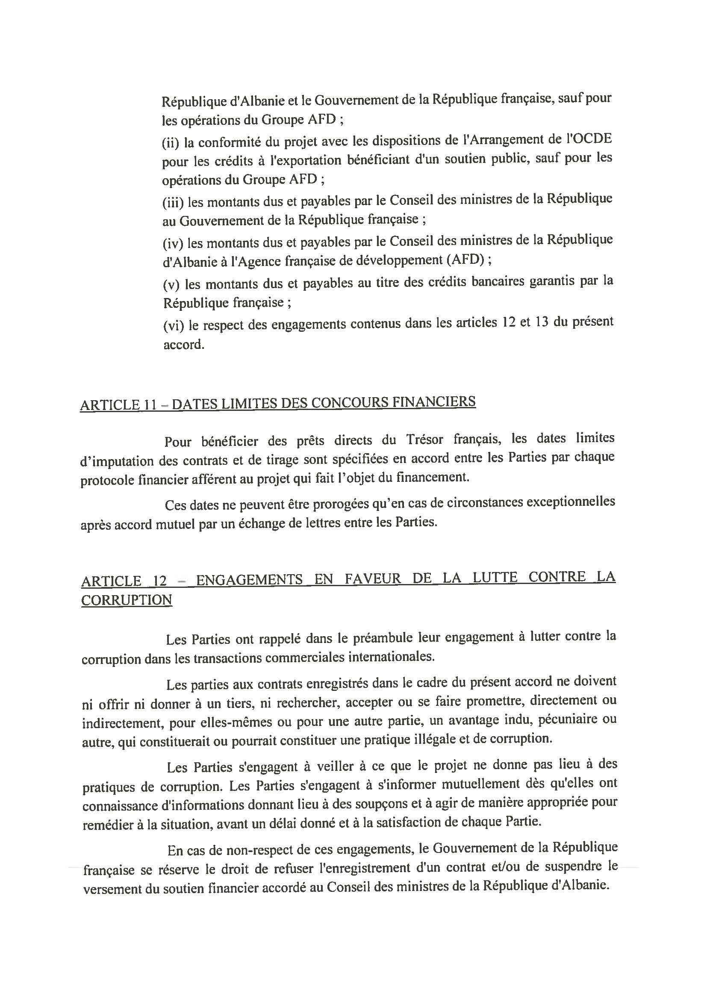 République d'Albanie et le Gouvernement de la République française, sauf pour
les opérations du Groupe AFD ;
(ii) la conformité du projet avec les dispositions de l'Arrangement de l'OCDE
pour les crédits à l'exportation bénéficiant d'un soutien public, sauf pour les
opérations du Groupe AFD ;
(iii) les montants dus et payables par le Conseil des ministres de la République
au Gouvernement de la République française ;
(iv) les montants dus et payables par le Conseil des ministres de la République
d'Albanie à l'Agence française de développement (AFD) ;
(v) les montants dus et payables au titre des crédits bancaires garantis par la
République française ;
(vi) le respect des engagements contenus dans les articles 12 et 13 du présent
accord.
ARTICLE 11 – DATES LIMITES DES CONCOURS FINANCIERS
Pour bénéficier des prêts directs du Trésor français, les dates limites
d’imputation des contrats et de tirage sont spécifiées en accord entre les Parties par chaque
protocole financier afférent au projet qui fait l’objet du financement.
Ces dates ne peuvent être prorogées qu’en cas de circonstances exceptionnelles
après accord mutuel par un échange de lettres entre les Parties.
ARTICLE 12 – ENGAGEMENTS EN FAVEUR DE LA LUTTE CONTRE LA
CORRUPTION
Les Parties ont rappelé dans le préambule leur engagement à lutter contre la
corruption dans les transactions commerciales internationales.
Les parties aux contrats enregistrés dans le cadre du présent accord ne doivent
ni offrir ni donner à un tiers, ni rechercher, accepter ou se faire promettre, directement ou
indirectement, pour elles-mêmes ou pour une autre partie, un avantage indu, pécuniaire ou
autre, qui constituerait ou pourrait constituer une pratique illégale et de corruption.
Les Parties s'engagent à veiller à ce que le projet ne donne pas lieu à des
pratiques de corruption. Les Parties s'engagent à s'informer mutuellement dès qu'elles ont
connaissance d'informations donnant lieu à des soupçons et à agir de manière appropriée pour
remédier à la situation, avant un délai donné et à la satisfaction de chaque Partie.
En cas de non-respect de ces engagements, le Gouvernement de la République
française se réserve le droit de refuser l'enregistrement d'un contrat et/ou de suspendre le
versement du soutien financier accordé au Conseil des ministres de la République d'Albanie.